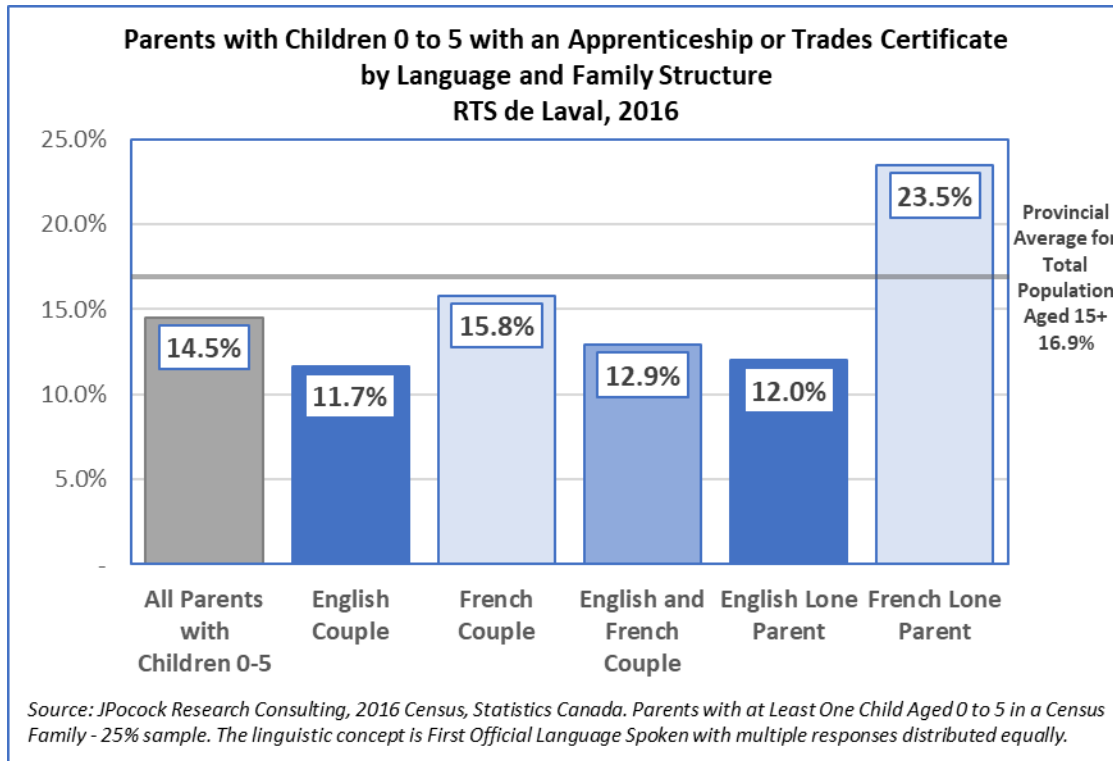 Parents with Children 0 to 5 with an Apprenticeship or Trades Certificate
by Language and Family Structure
RTS de Laval, 2016
25.0%
20.0%
15.0%
10.0%
5.0%
-
14.5%
11.7%
15.8%
12.9%
12.0%
23.5%
Provincial
Average for
Total
Population
Aged 15+
16.9%
All Parents
with
Children 0-5
English
Couple
French
Couple
English and
French
Couple
English Lone
Parent
French Lone
Parent
Source: JPocock Research Consulting, 2016 Census, Statistics Canada. Parents with at Least One Child Aged 0 to 5 in a Census
Family - 25% sample. The linguistic concept is First Official Language Spoken with multiple responses distributed equally.